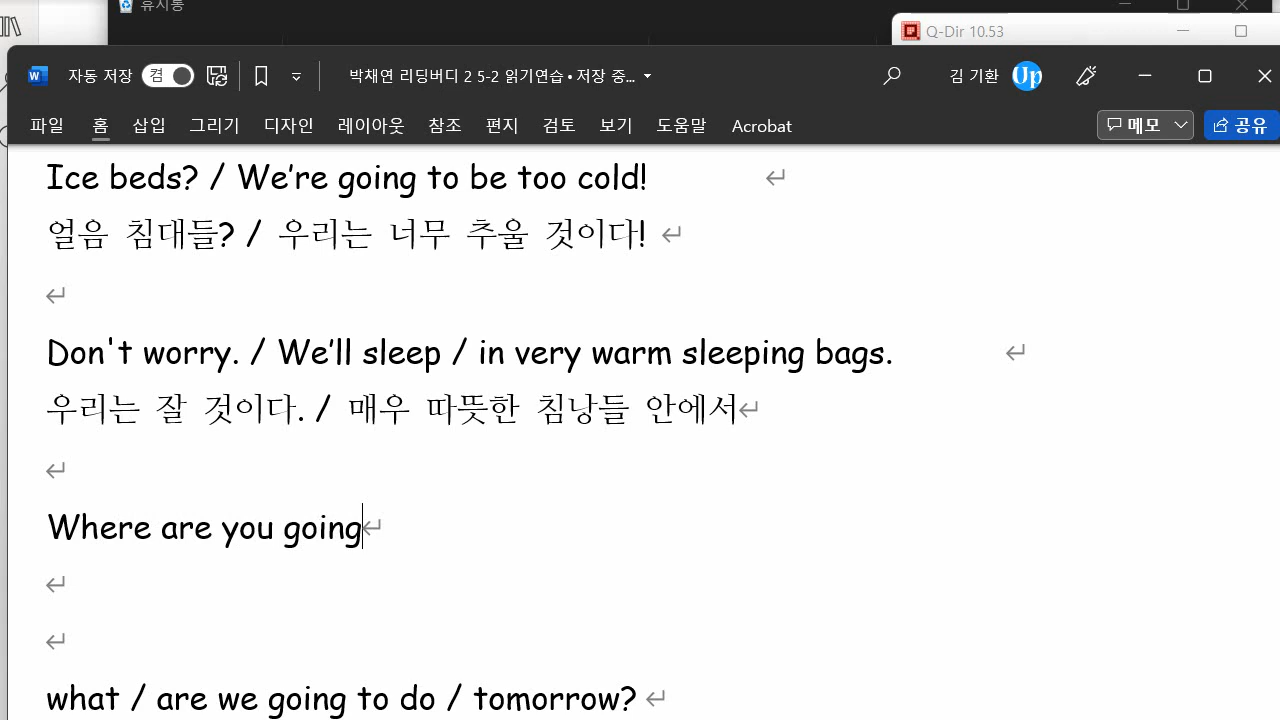 휴지통
Q-Dir 10.53
자동 저장 켬 박채연 리딩버디 2 5-2 읽기연습 • 저장 중... 김 기환 Up
파일 홈 삽입 그리기 디자인 레이아웃 참조 편지 검토 보기 도움말 Acrobat 메모 공유
Ice beds? / We’re going to be too cold!
얼음 침대들? / 우리는 너무 추울 것이다!
Don't worry. / We’ll sleep / in very warm sleeping bags.
우리는 잘 것이다. / 매우 따뜻한 침낭들 안에서
Where are you going
what / are we going to do / tomorrow?